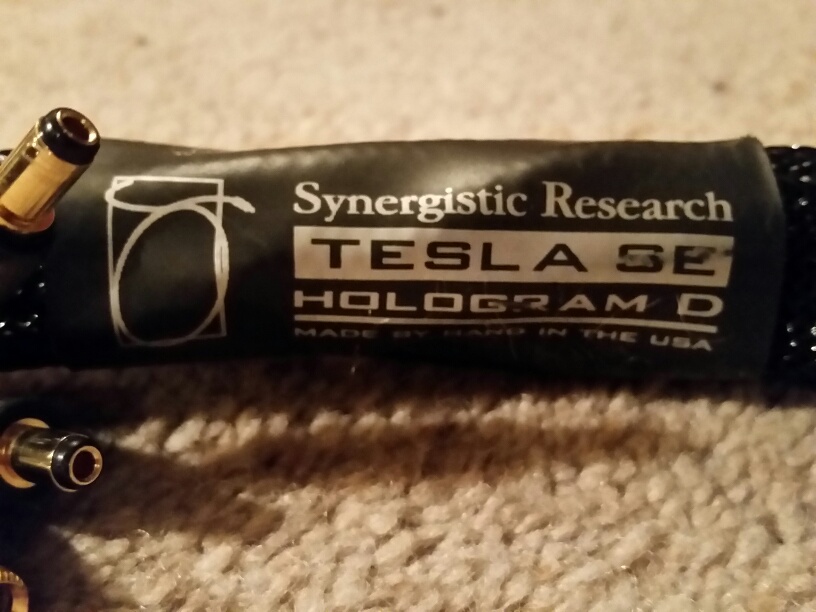 Synergistic Research
TESLA SE
HOLOGRAM D
MADE BY HAND IN THE USA